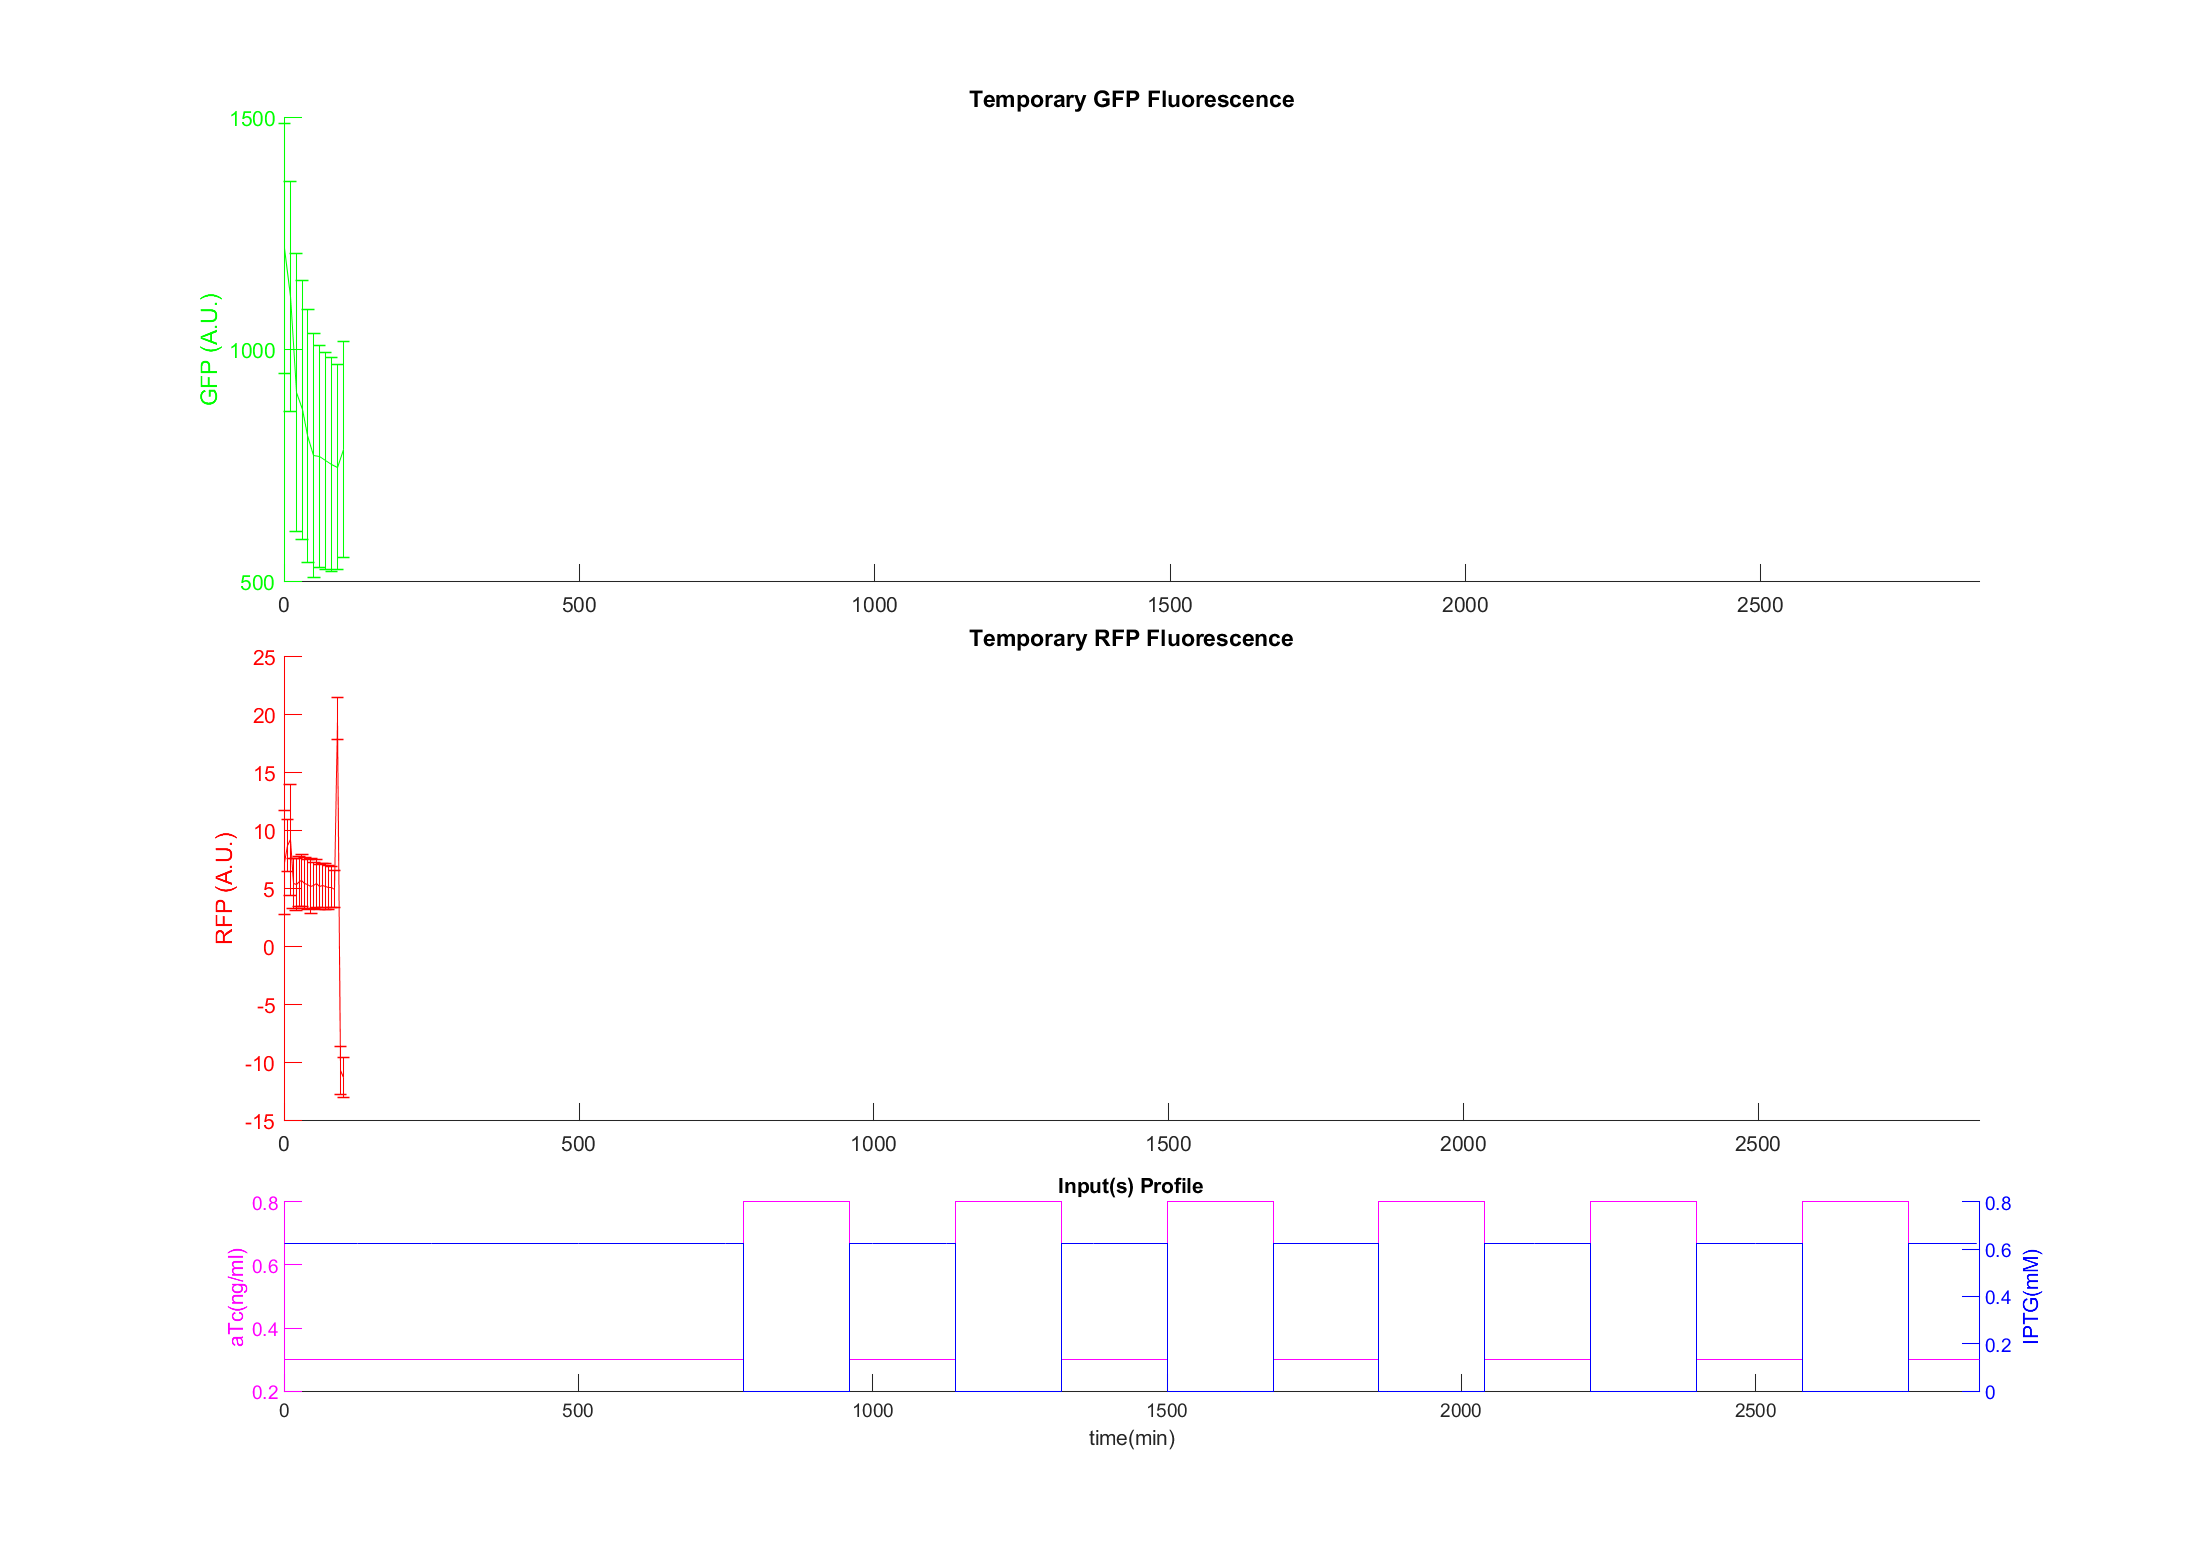 Temporary GFP Fluorescence
1500
1000
500
GFP (A.U.)
0 500 1000 1500 2000 2500
Temporary RFP Fluorescence
25
20
15
10
5
0
-5
-10
-15
RFP (A.U.)
0 500 1000 1500 2000 2500
Input(s) Profile
0.8
0.6
0.4
0.2
aTc(ng/ml)
0.8
0.6
0.4
0.2
0
IPTG(mM)
0 500 1000 1500 2000 2500
time(min)